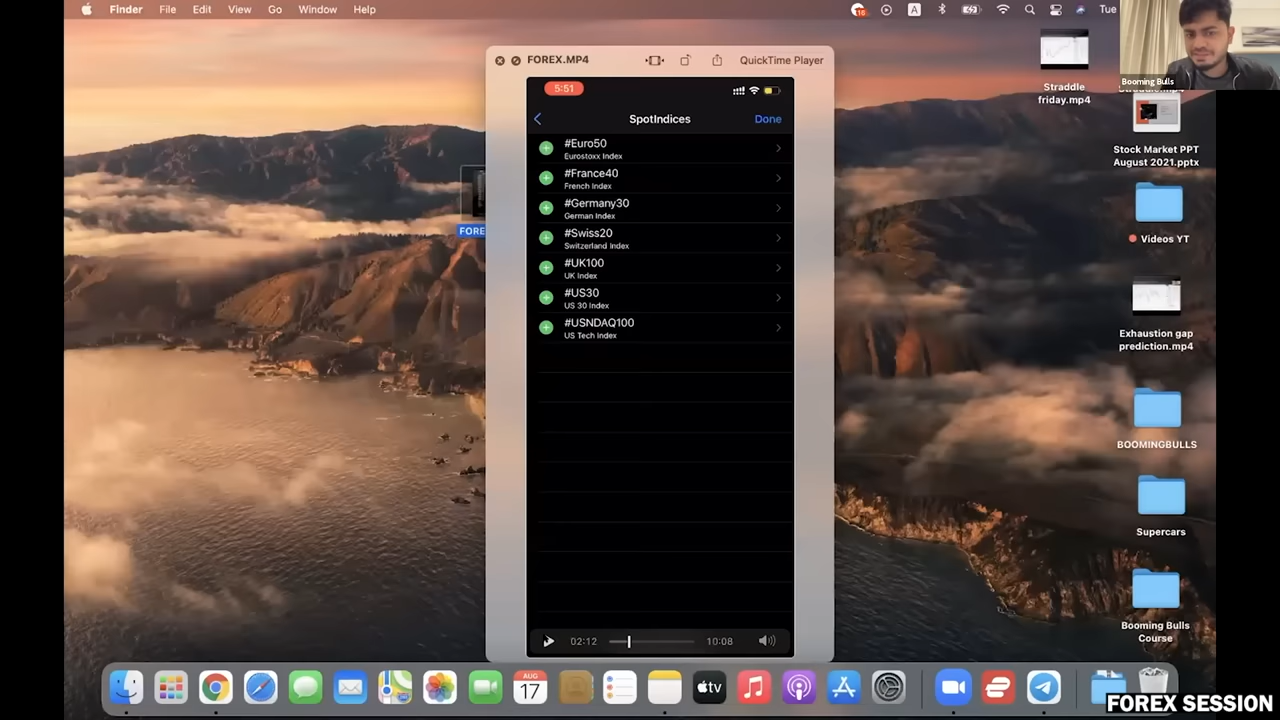 Finder File Edit View Go Window Help
16
A
Tue
Booming Bulls
FOREX.MP4
QuickTime Player
5:51
SpotIndices
Done
#Euro50
Eurostoxx Index
#France40
French Index
#Germany30
German Index
#Swiss20
Switzerland Index
#UK100
UK Index
#US30
US 30 Index
#USNDAQ100
US Tech Index
02:12
10:08
FORE
Straddle
friday.mp4
Stock Market PPT
August 2021.pptx
Videos YT
Exhaustion gap
prediction.mp4
BOOMINGBULLS
Supercars
Booming Bulls
Course
AUG
17
tv
FOREX SESSION